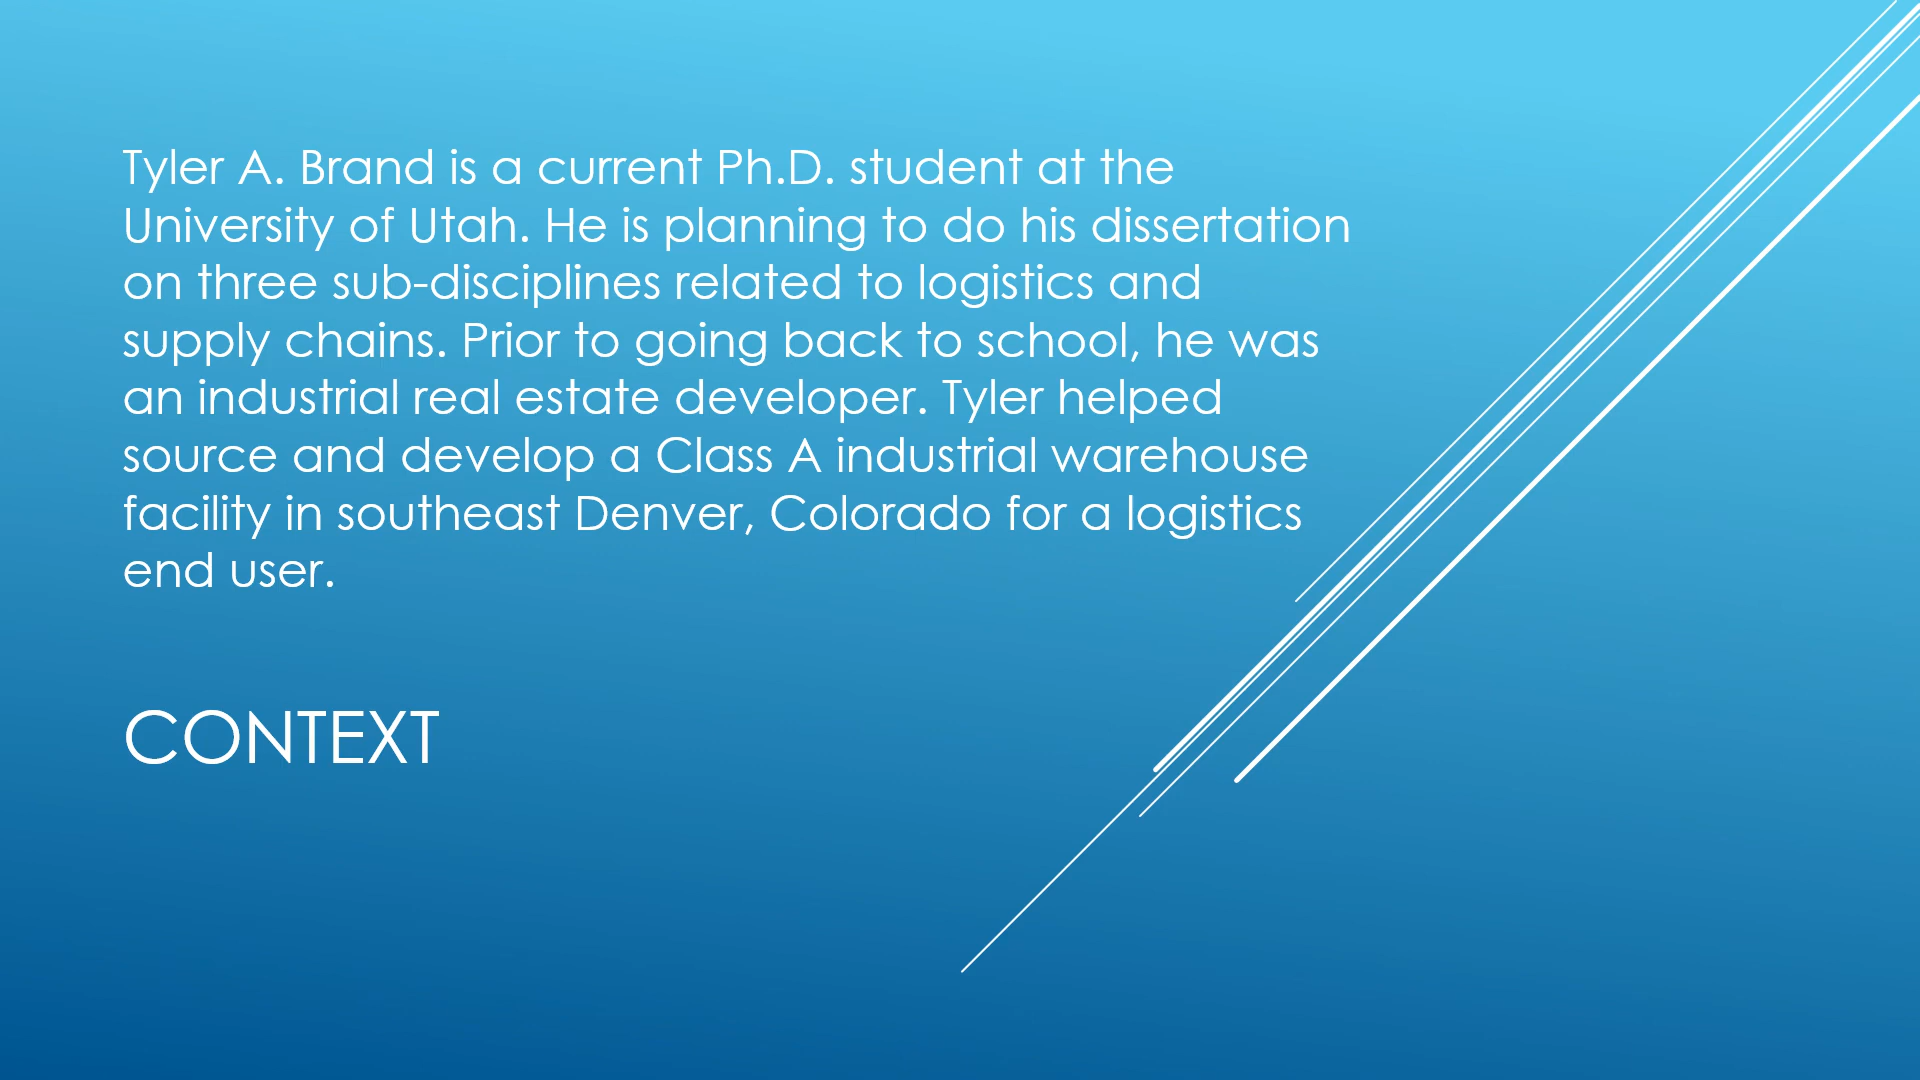 Tyler A. Brand is a current Ph.D. student at the
University of Utah. He is planning to do his dissertation
on three sub-disciplines related to logistics and
supply chains. Prior to going back to school, he was
an industrial real estate developer. Tyler helped
source and develop a Class A industrial warehouse
facility in southeast Denver, Colorado for a logistics
end user.
CONTEXT